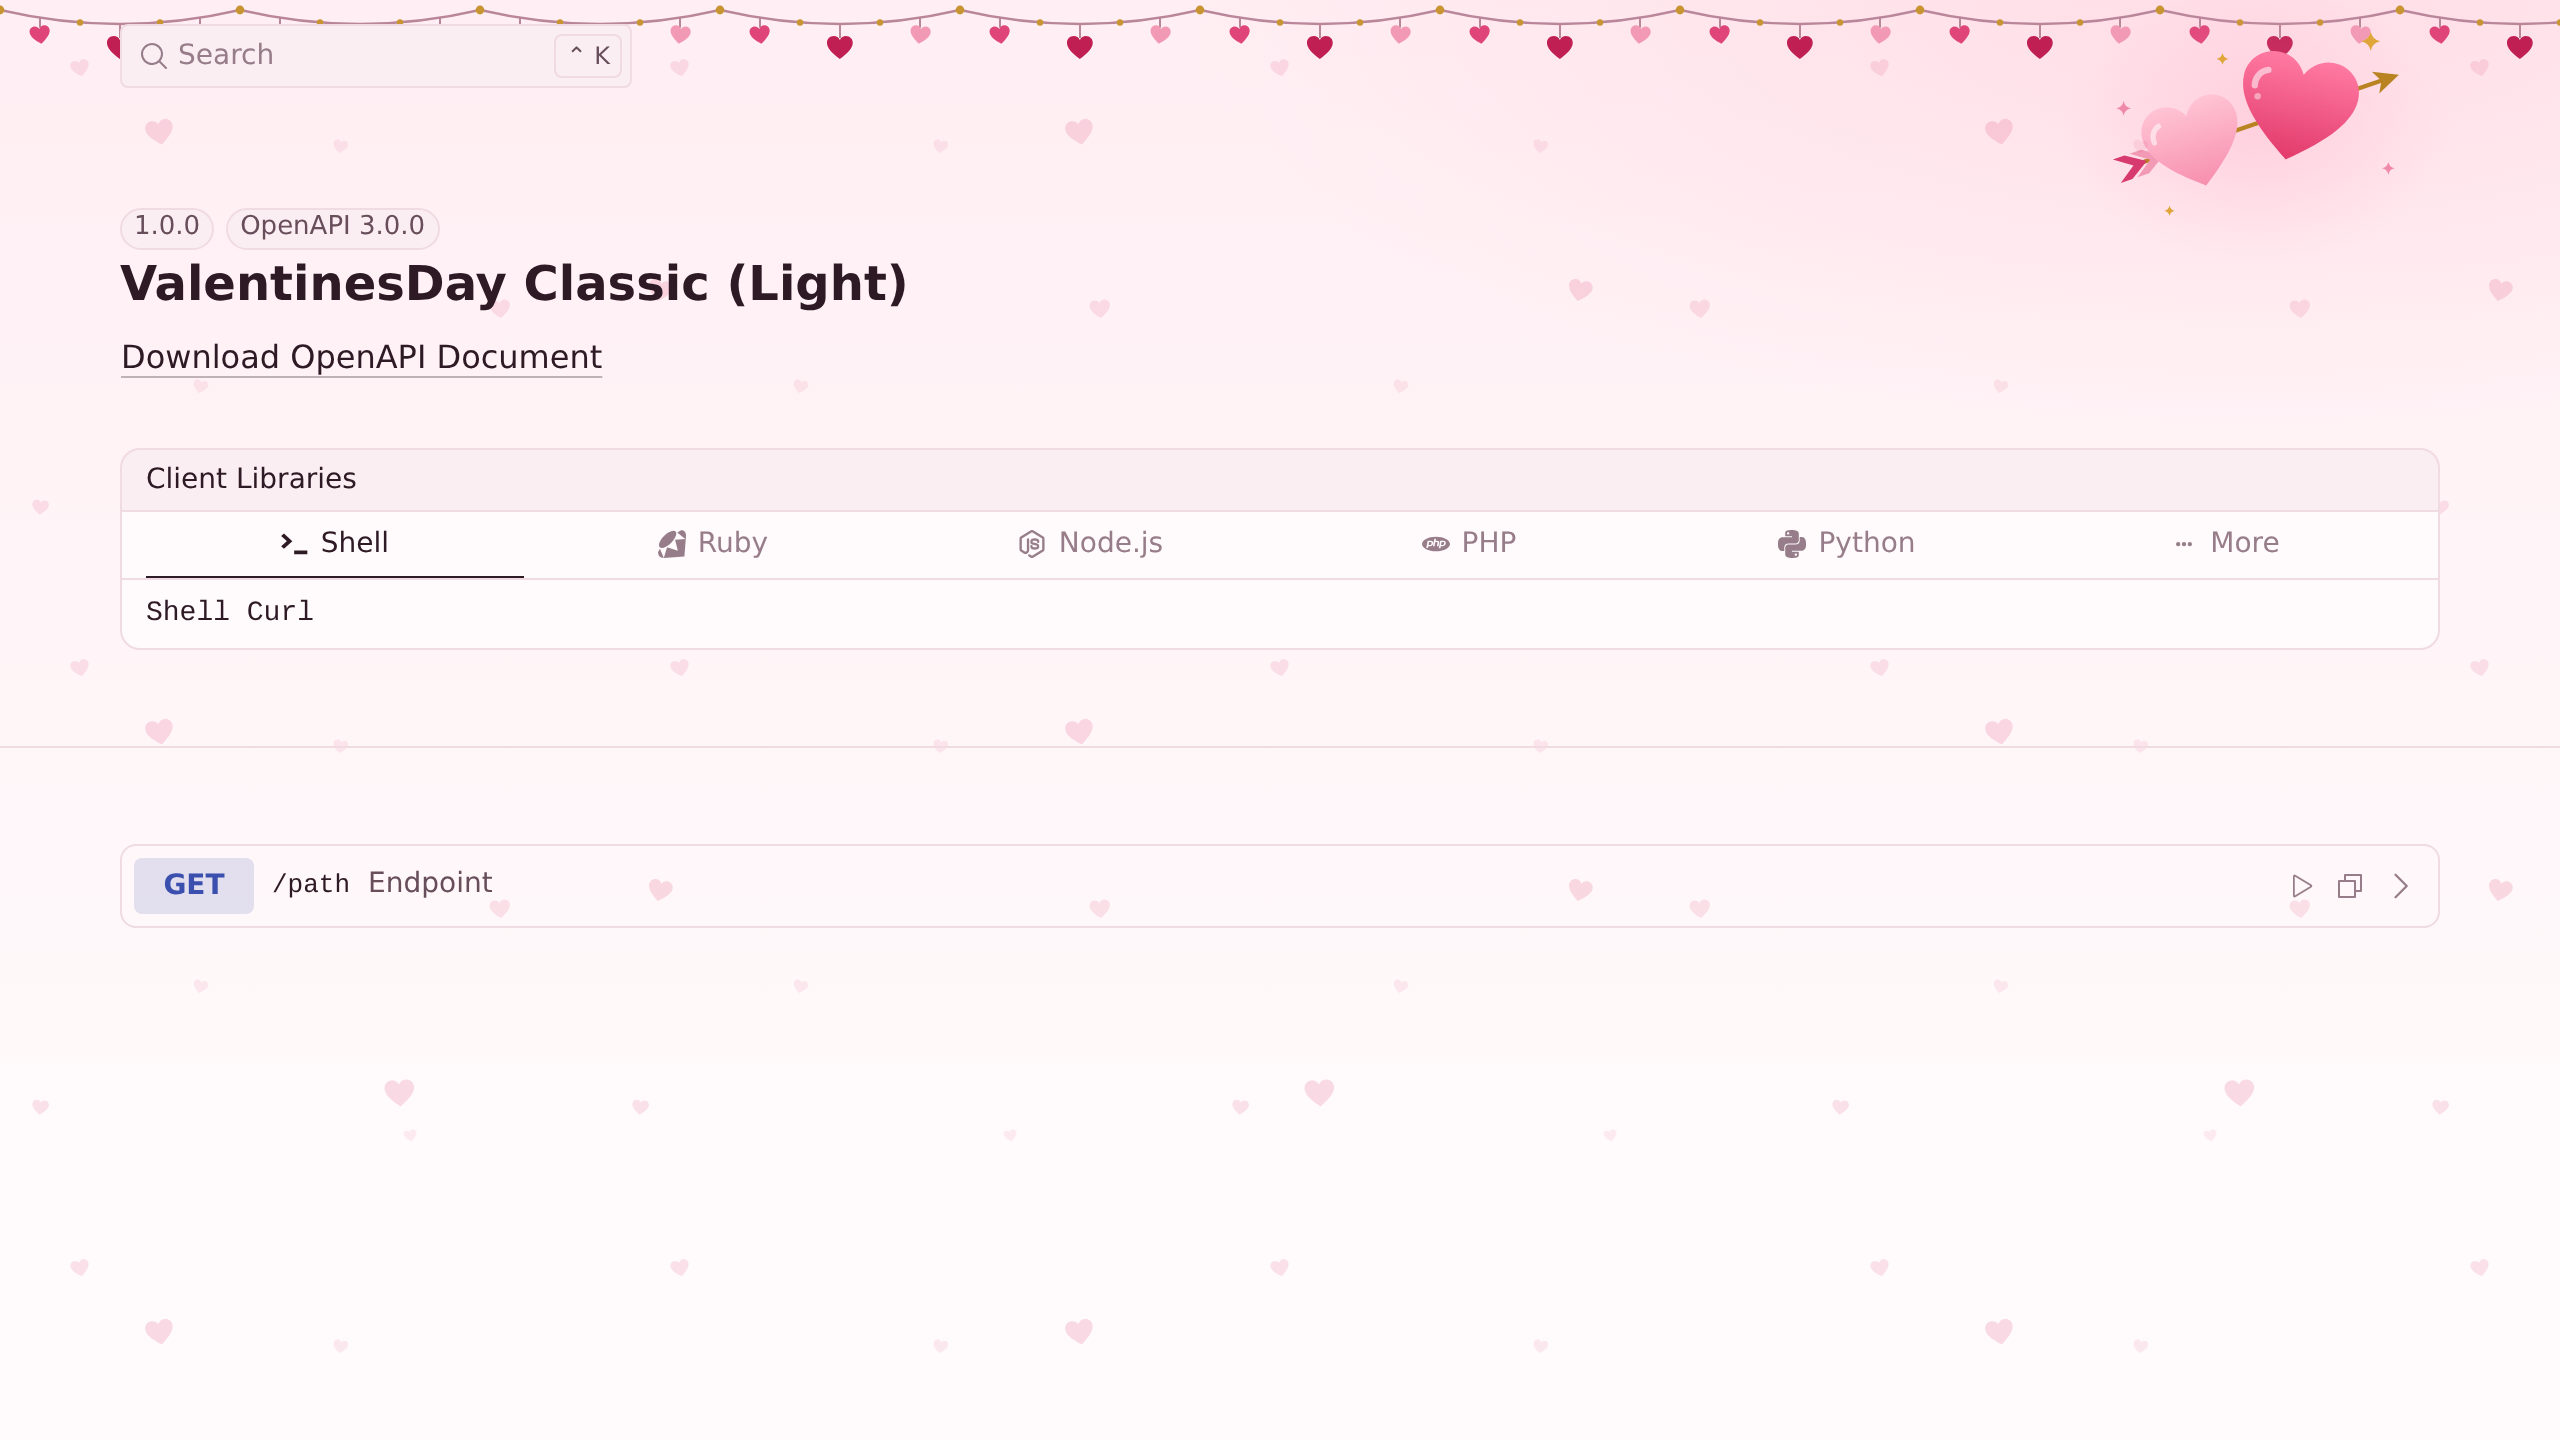 Search ⌃ K
1.0.0 OpenAPI 3.0.0
ValentinesDay Classic (Light)
Download OpenAPI Document
Client Libraries
Shell Ruby Node.js PHP Python More
Shell Curl
GET /path Endpoint